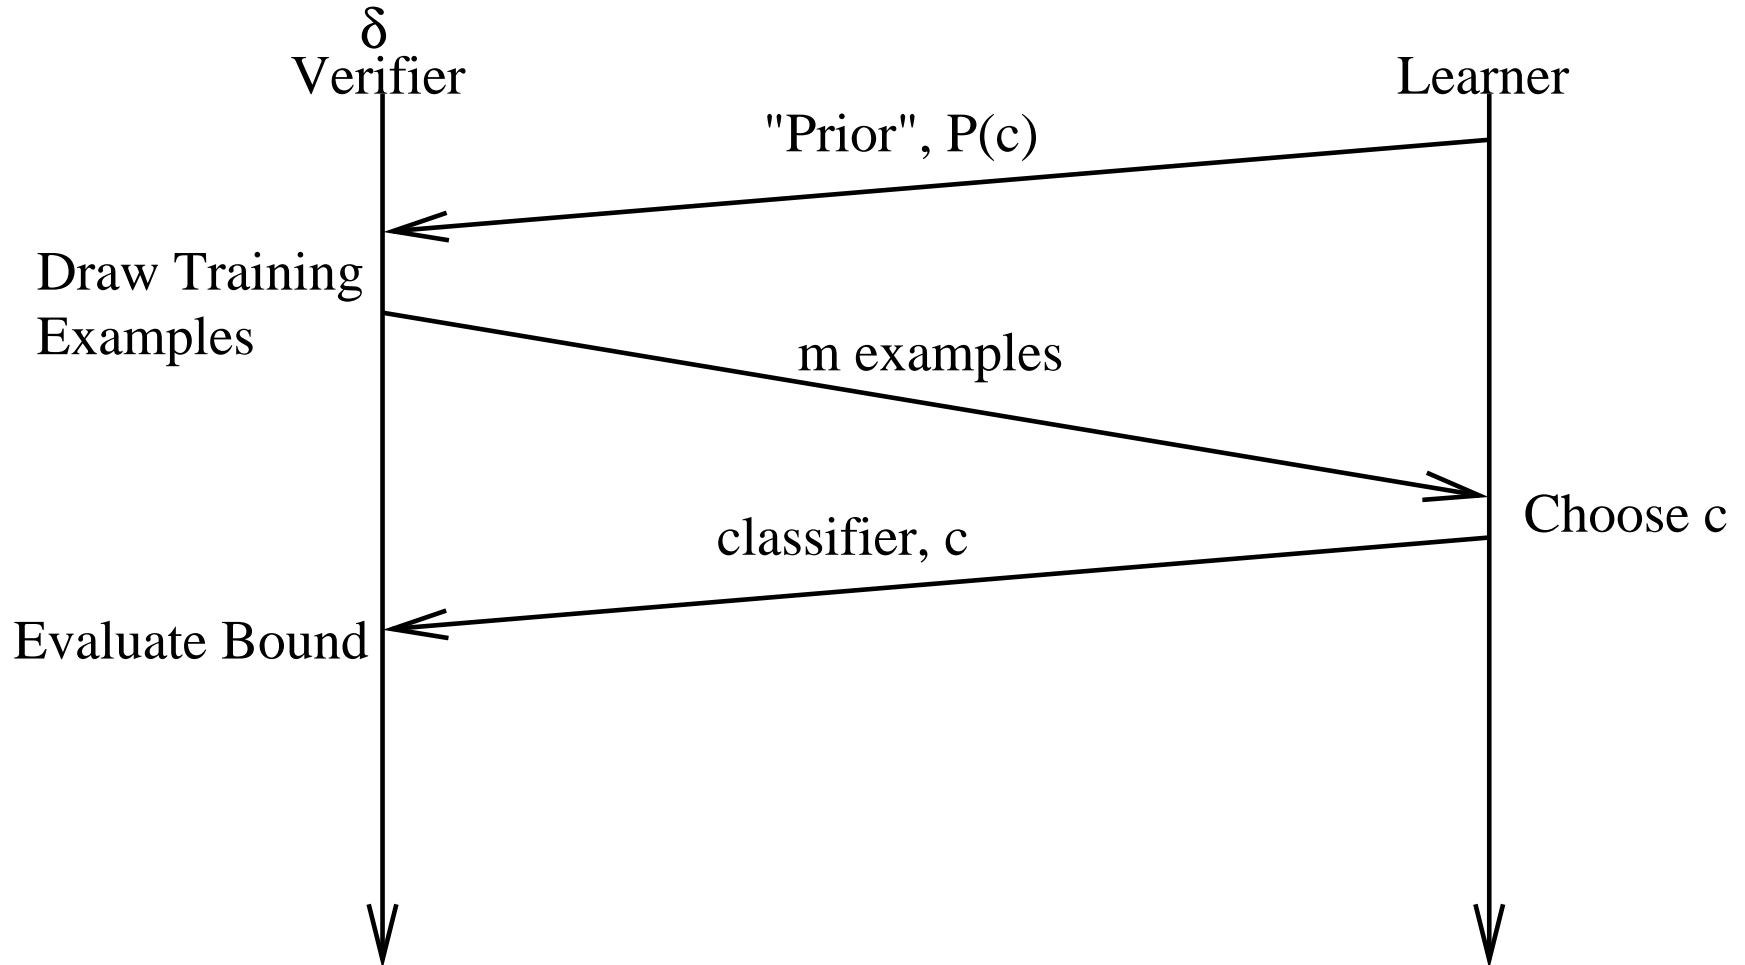 δ
Verifier
Learner
"Prior", P(c)
Draw Training
Examples
m examples
Choose c
classifier, c
Evaluate Bound